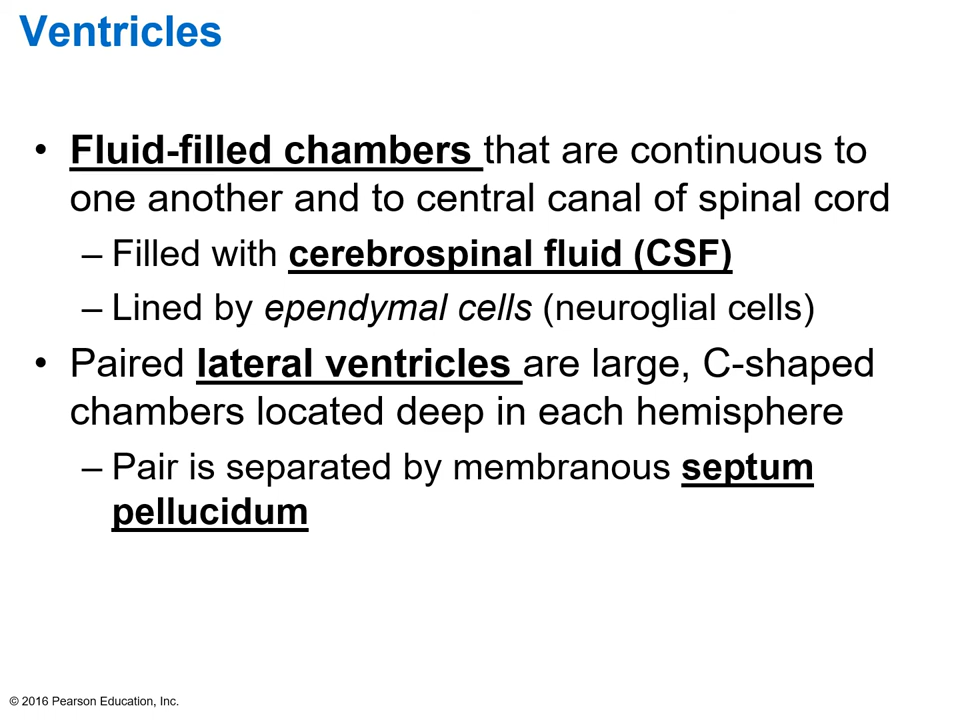 Ventricles
• Fluid-filled chambers that are continuous to
one another and to central canal of spinal cord
– Filled with cerebrospinal fluid (CSF)
– Lined by ependymal cells (neuroglial cells)
• Paired lateral ventricles are large, C-shaped
chambers located deep in each hemisphere
– Pair is separated by membranous septum
pellucidum
© 2016 Pearson Education, Inc.